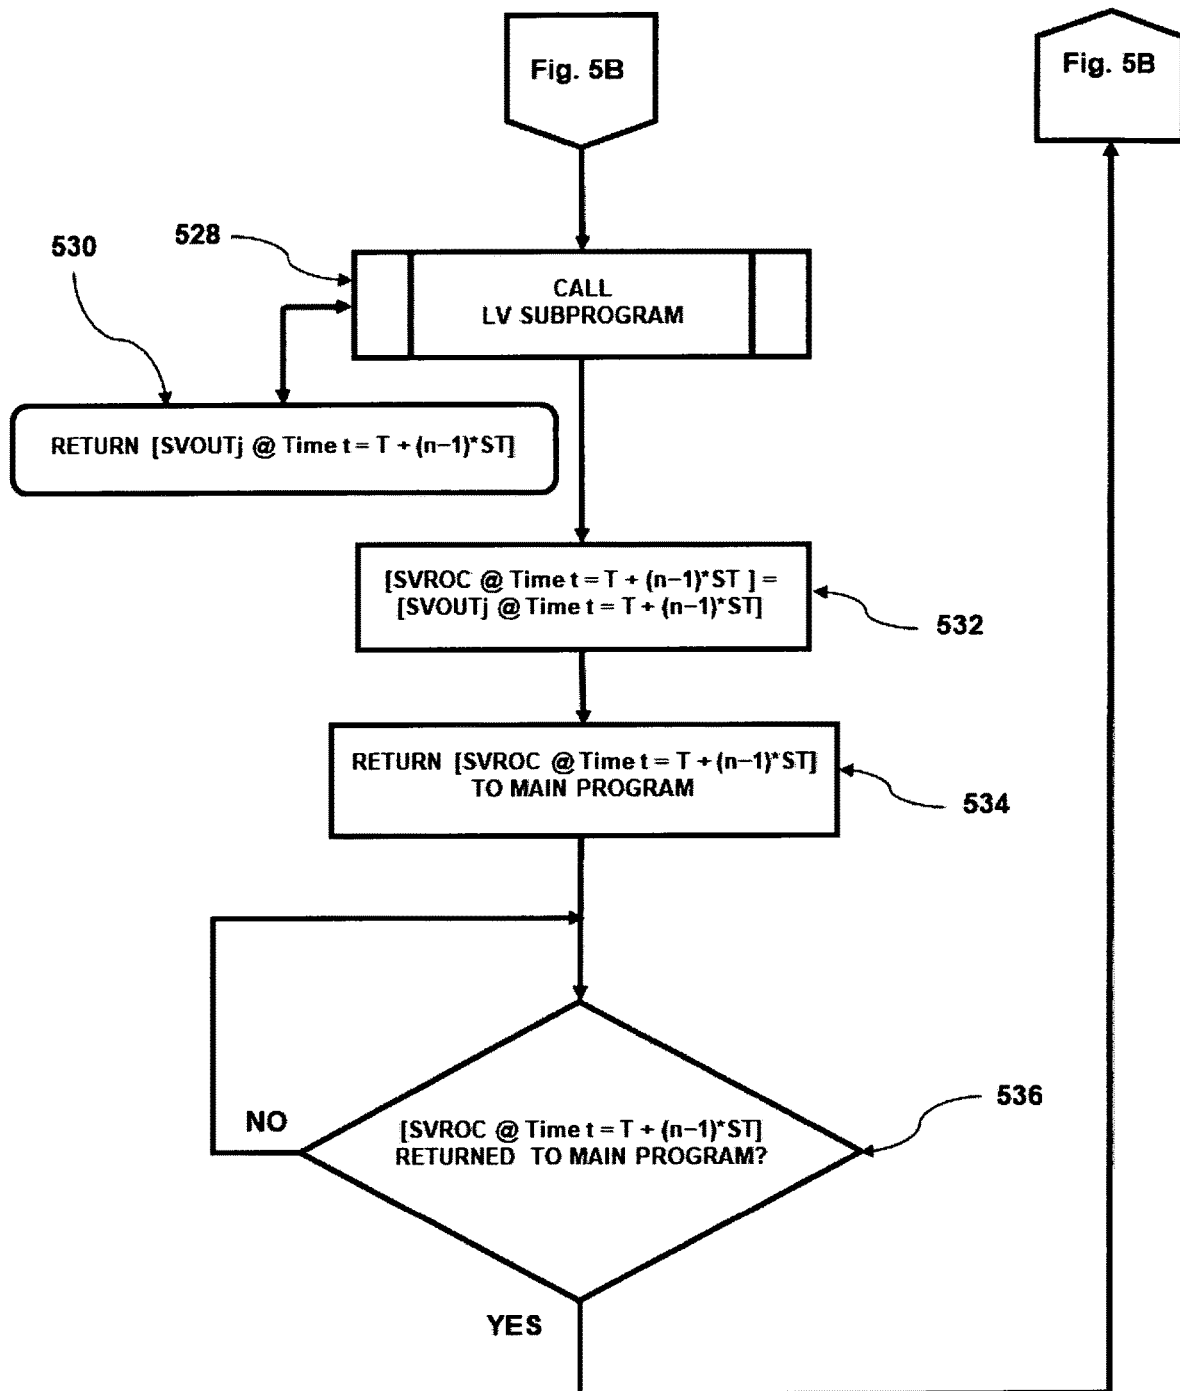 Fig. 5B
Fig. 5B
530
528
CALL
LV SUBPROGRAM
RETURN [SVOUTj @ Time t = T + (n−1)*ST]
[SVROC @ Time t = T + (n−1)*ST ] =
[SVOUTj @ Time t = T + (n−1)*ST]
532
RETURN [SVROC @ Time t = T + (n−1)*ST]
TO MAIN PROGRAM
534
NO
[SVROC @ Time t = T + (n−1)*ST]
RETURNED TO MAIN PROGRAM?
536
YES